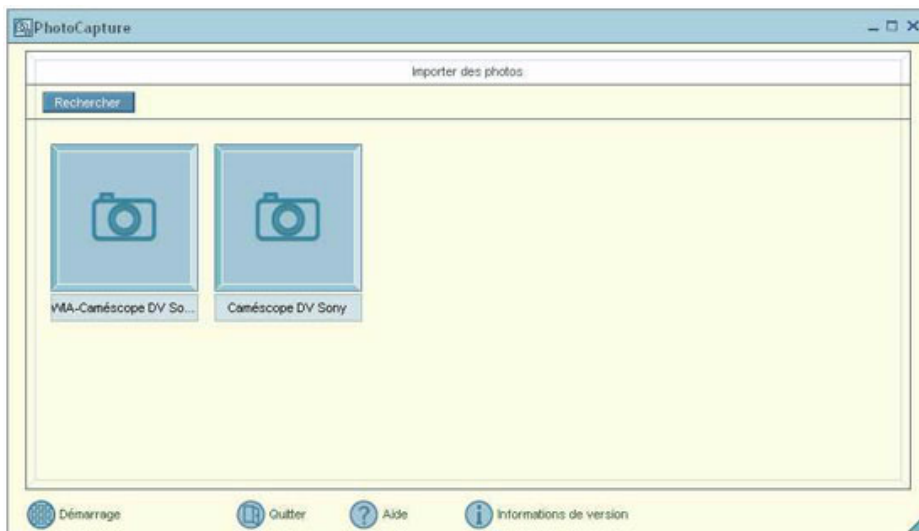 PhotoCapture
Importer des photos
Rechercher
WIA-Caméscope DV So... Caméscope DV Sony
Démarrage Quitter Aide Informations de version